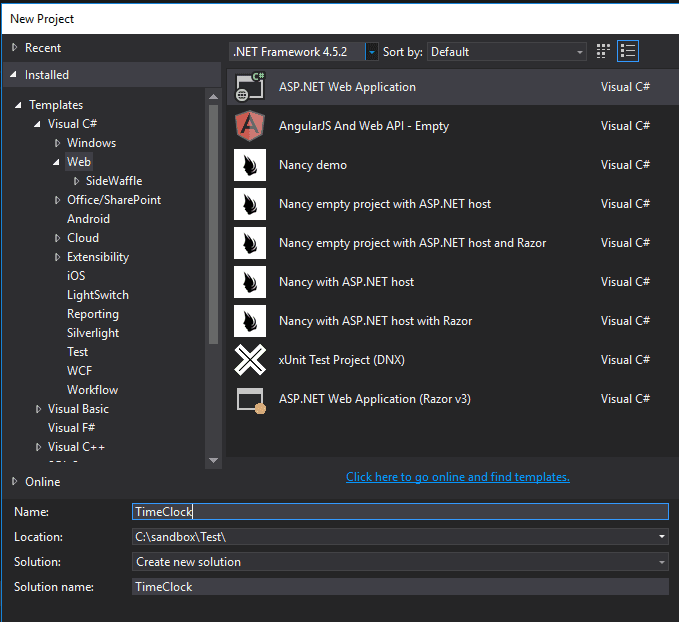 New Project
Recent
.NET Framework 4.5.2 Sort by: Default
Installed
Templates
Visual C#
Windows
Web
SideWaffle
Office/SharePoint
Android
Cloud
Extensibility
iOS
LightSwitch
Reporting
Silverlight
Test
WCF
Workflow
Visual Basic
Visual F#
Visual C++
Online
C#
ASP.NET Web Application Visual C#
A AngularJS And Web API - Empty Visual C#
Nancy demo Visual C#
Nancy empty project with ASP.NET host Visual C#
Nancy empty project with ASP.NET host and Razor Visual C#
Nancy with ASP.NET host Visual C#
Nancy with ASP.NET host with Razor Visual C#
xUnit Test Project (DNX) Visual C#
ASP.NET Web Application (Razor v3) Visual C#
Click here to go online and find templates.
Name: TimeClock
Location: C:\sandbox\Test\
Solution: Create new solution
Solution name: TimeClock